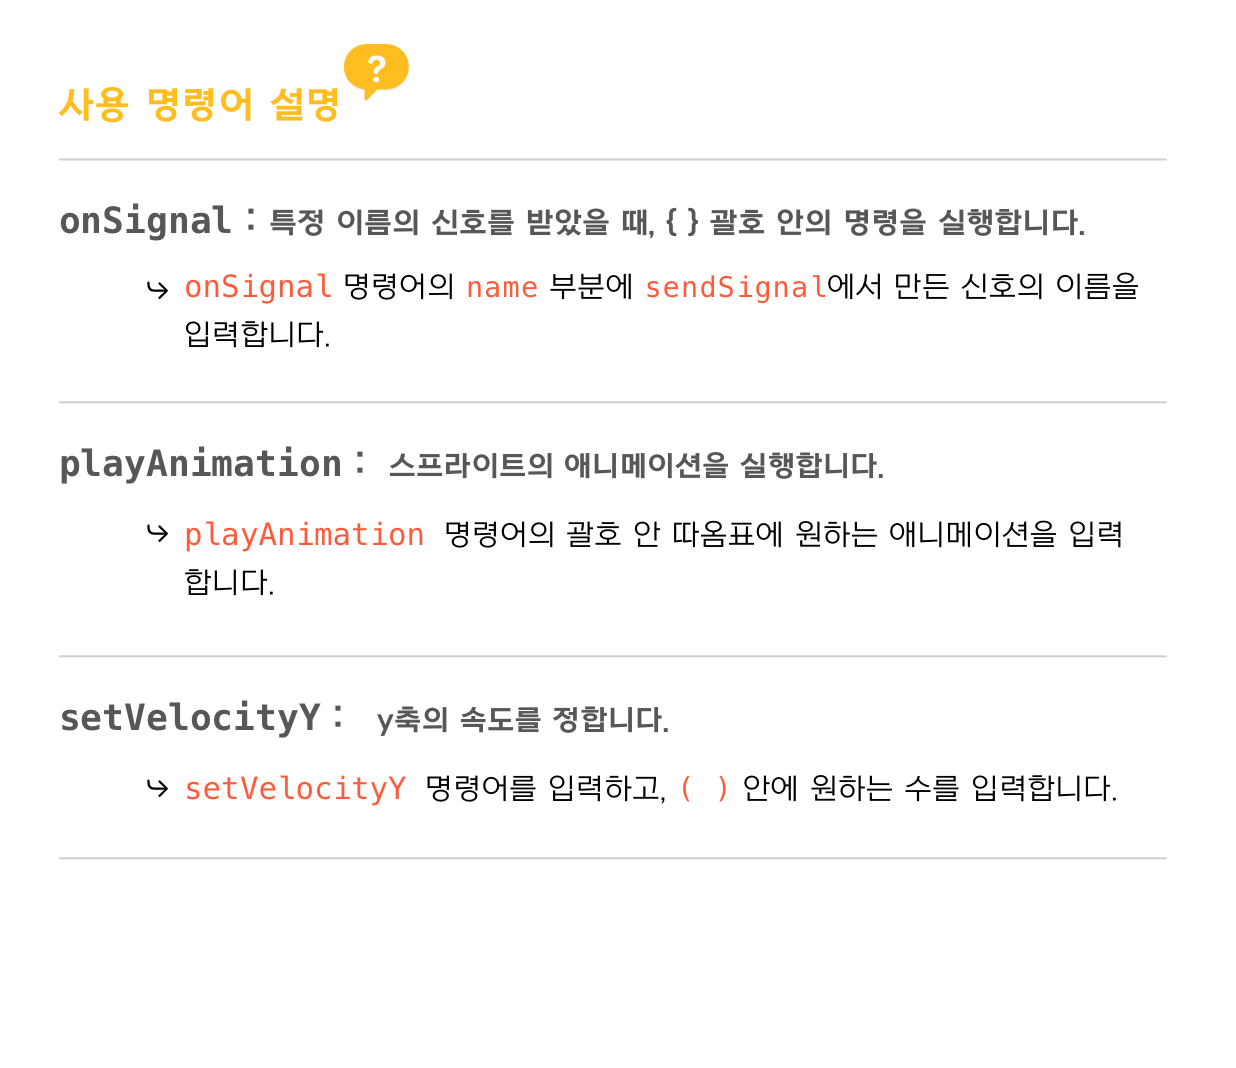 사용 명령어 설명 ?
onSignal : 특정 이름의 신호를 받았을 때, { } 괄호 안의 명령을 실행합니다.
↪ onSignal 명령어의 name 부분에 sendSignal에서 만든 신호의 이름을
입력합니다.
playAnimation : 스프라이트의 애니메이션을 실행합니다.
↪ playAnimation 명령어의 괄호 안 따옴표에 원하는 애니메이션을 입력
합니다.
setVelocityY : y축의 속도를 정합니다.
↪ setVelocityY 명령어를 입력하고, ( ) 안에 원하는 수를 입력합니다.